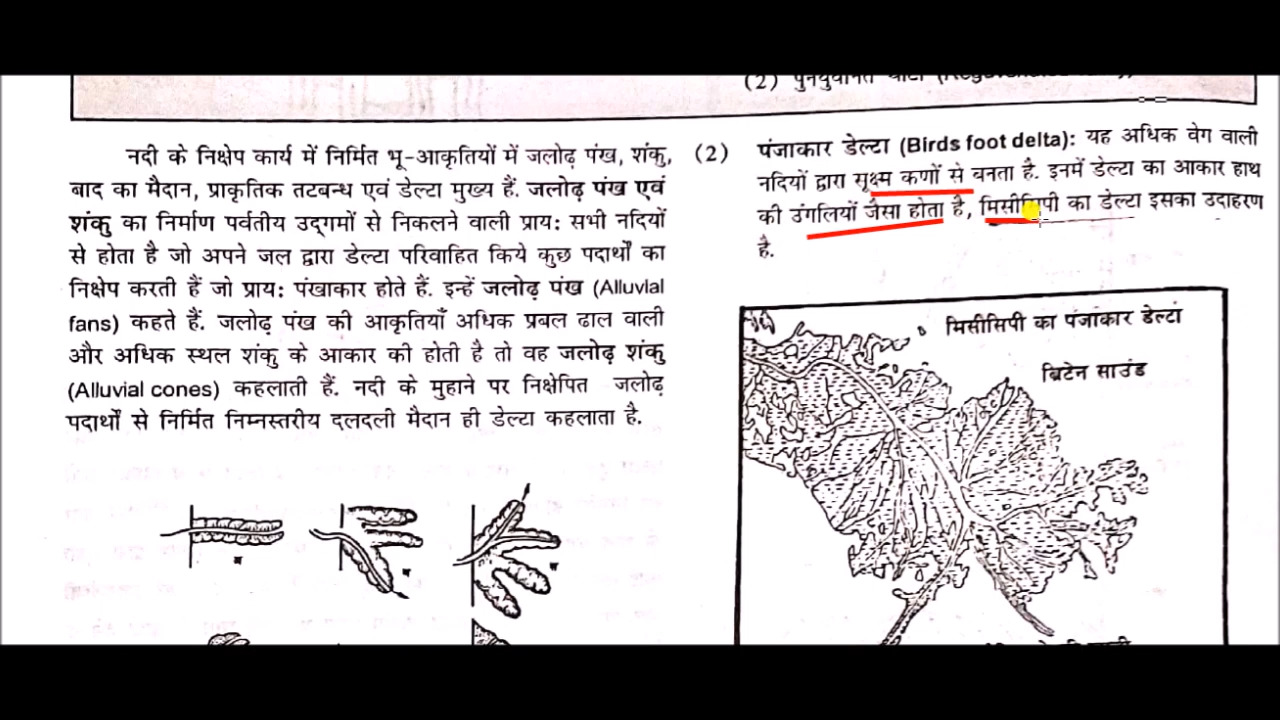 नदी के निक्षेप कार्य में निर्मित भू-आकृतियों में जलोढ़ पंख, शंकु,
बाद का मैदान, प्राकृतिक तटबन्ध एवं डेल्टा मुख्य हैं. जलोढ़ पंख एवं
शंकु का निर्माण पर्वतीय उद्गमों से निकलने वाली प्राय: सभी नदियों
से होता है जो अपने जल द्वारा डेल्टा परिवाहित किये कुछ पदार्थों का
निक्षेप करती हैं जो प्राय: पंखाकार होते हैं. इन्हें जलोढ़ पंख (Alluvial
fans) कहते हैं. जलोढ़ पंख की आकृतियाँ अधिक प्रबल ढाल वाली
और अधिक स्थल शंकु के आकार की होती है तो वह जलोढ़ शंकु
(Alluvial cones) कहलाती हैं. नदी के मुहाने पर निक्षेपित जलोढ़
पदार्थों से निर्मित निम्नस्तरीय दलदली मैदान ही डेल्टा कहलाता है.
(2)
(2) पंजाकार डेल्टा (Birds foot delta): यह अधिक वेग वाली
नदियों द्वारा सूक्ष्म कणों से बनता है. इनमें डेल्टा का आकार हाथ
की उंगलियों जैसा होता है, मिसीसिपी का डेल्टा इसका उदाहरण
है.
मिसीसिपी का पंजाकार डेल्टा
ब्रिटेन साउंड